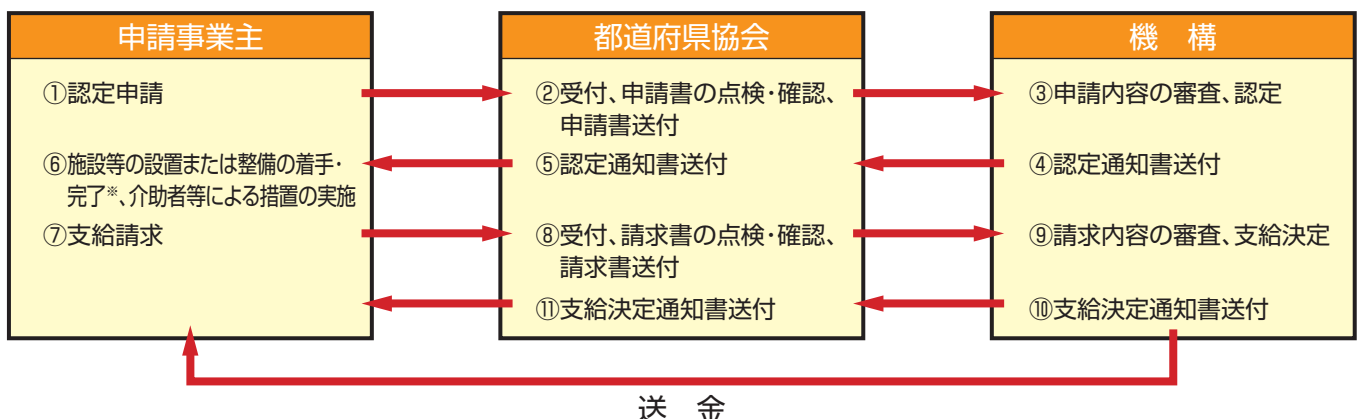 申請事業主
①認定申請
⑥施設等の設置または整備の着手・
完了※、介助者等による措置の実施
⑦支給請求
都道府県協会
②受付、申請書の点検・確認、
申請書送付
⑤認定通知書送付
⑧受付、請求書の点検・確認、
請求書送付
⑪支給決定通知書送付
機 構
③申請内容の審査、認定
④認定通知書送付
⑨請求内容の審査、支給決定
⑩支給決定通知書送付
送 金